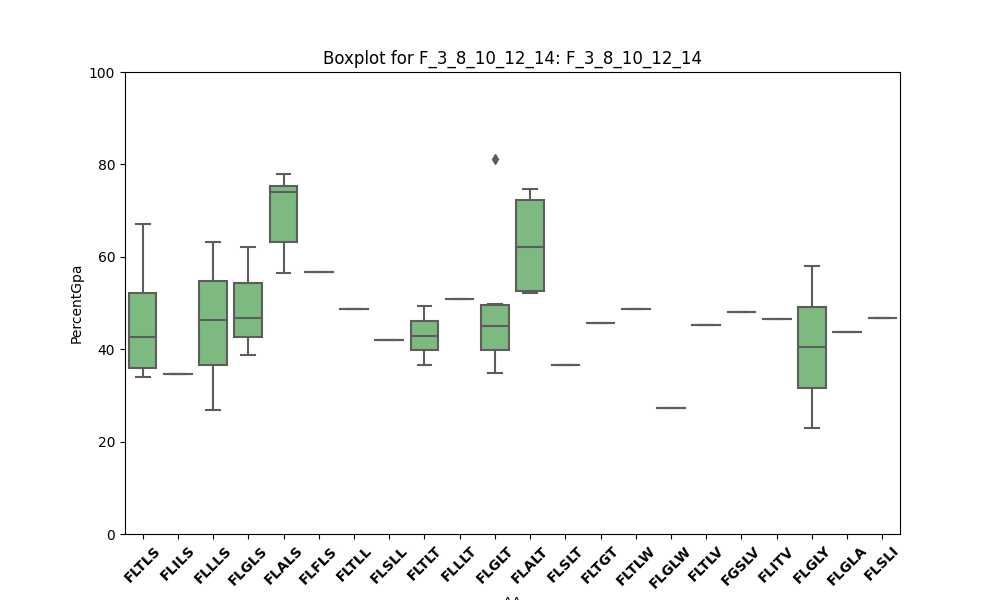 Boxplot for F_3_8_10_12_14: F_3_8_10_12_14
PercentGpa
100
80
60
40
20
0
FLTLS
FLILS
FLLLS
FLGLS
FLALS
FLFLS
FLTLL
FLSLL
FLTLT
FLLLT
FLGLT
FLALT
FLSLT
FLTGT
FLTLW
FLGLW
FLTLV
FGSLV
FLITV
FLGLY
FLGLA
FLSLI